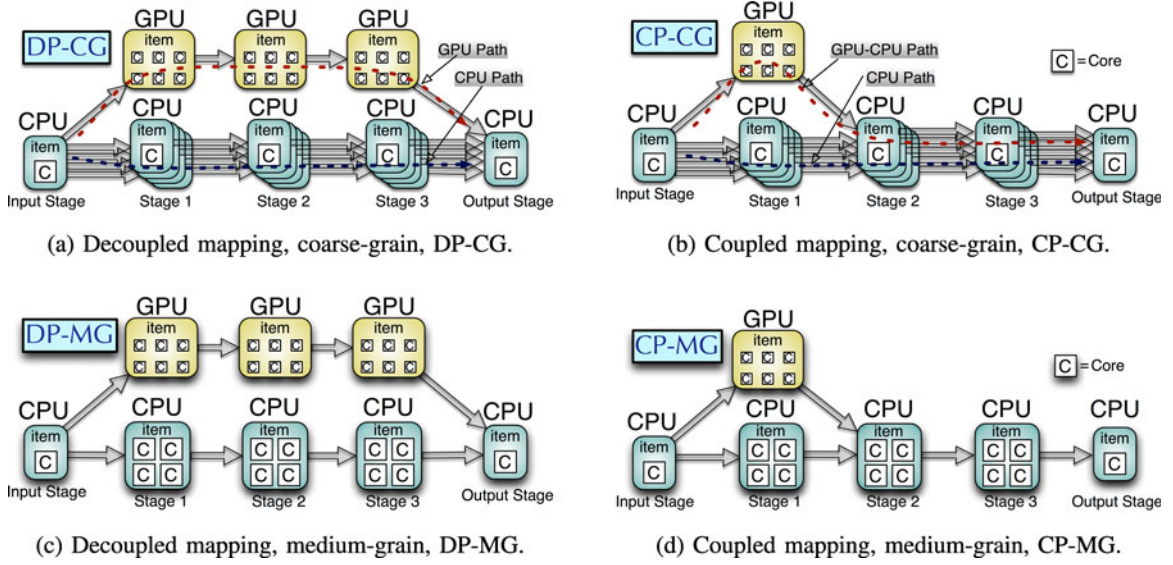 GPU GPU GPU
DP-CG
item item item
C C C C C C C C C
C C C C C C C C C
GPU Path
CPU Path
CPU CPU CPU CPU CPU
item item item item item
C C C C C
Input Stage Stage 1 Stage 2 Stage 3 Output Stage
(a) Decoupled mapping, coarse-grain, DP-CG.
GPU
CP-CG
item
C C C
C C C
GPU-CPU Path
CPU Path
C =Core
CPU CPU CPU CPU CPU
item item item item item
C C C C C
Input Stage Stage 1 Stage 2 Stage 3 Output Stage
(b) Coupled mapping, coarse-grain, CP-CG.
GPU GPU GPU
DP-MG
item item item
C C C C C C C C C
C C C C C C C C C
CPU CPU CPU CPU CPU
item item item item item
C C C C C C C C
C C C C C C
Input Stage Stage 1 Stage 2 Stage 3 Output Stage
(c) Decoupled mapping, medium-grain, DP-MG.
GPU
CP-MG
item
C C C
C C C
C =Core
CPU CPU CPU CPU CPU
item item item item item
C C C C C C C C
C C C C C C
Input Stage Stage 1 Stage 2 Stage 3 Output Stage
(d) Coupled mapping, medium-grain, CP-MG.